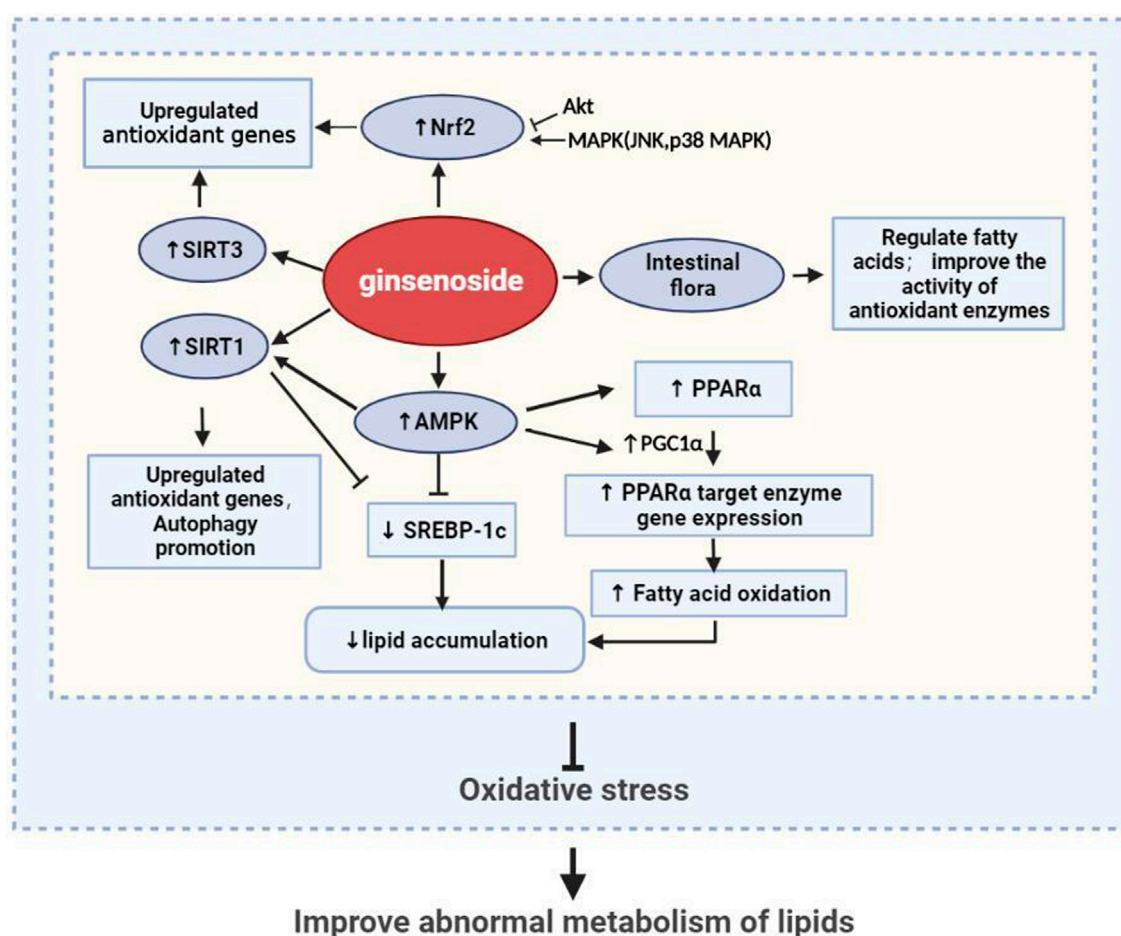 Upregulated
antioxidant genes
↑Nrf2
Akt
MAPK(JNK,p38 MAPK)
↑SIRT3
ginsenoside
Intestinal
flora
Regulate fatty
acids; improve the
activity of
antioxidant enzymes
↑SIRT1
↑AMPK
↑ PPARα
↑PGC1α
Upregulated
antioxidant genes,
Autophagy
promotion
↓ SREBP-1c
↑ PPARα target enzyme
gene expression
↑ Fatty acid oxidation
↓lipid accumulation
Oxidative stress
Improve abnormal metabolism of lipids